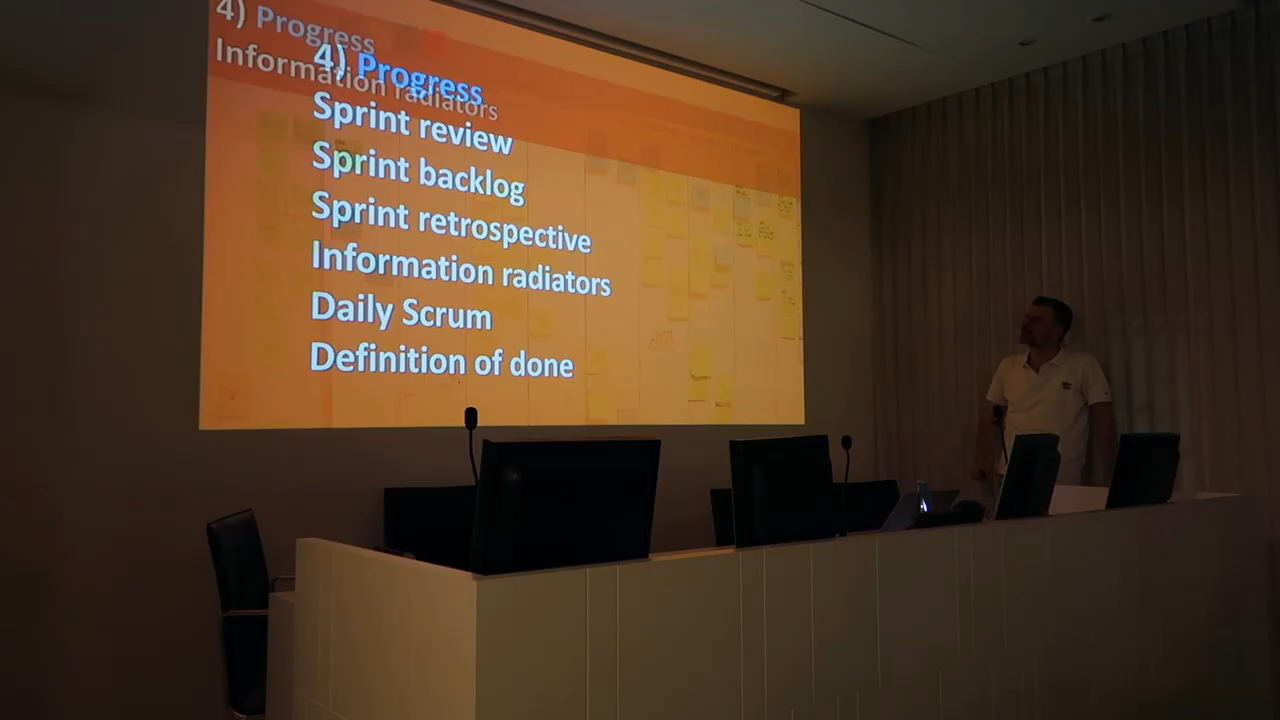 4) Progress
Information radiators
4) Progress
Sprint review
Sprint backlog
Sprint retrospective
Information radiators
Daily Scrum
Definition of done